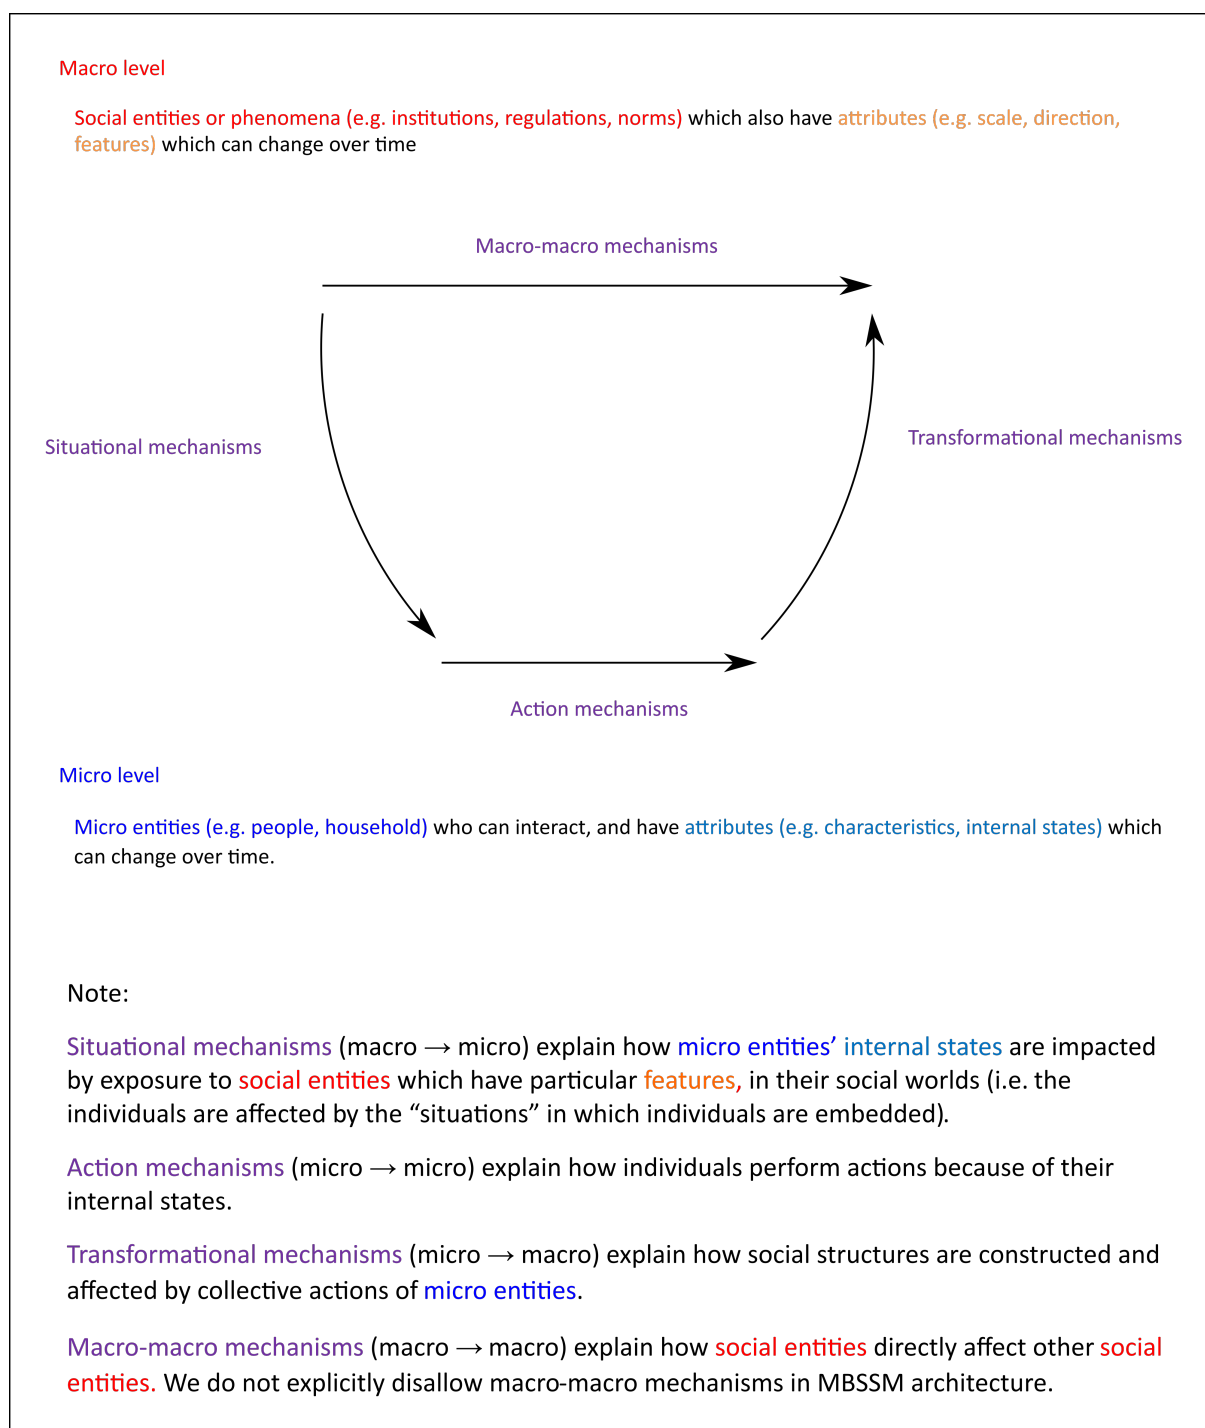 Macro level
Social entities or phenomena (e.g. institutions, regulations, norms) which also have attributes (e.g. scale, direction,
features) which can change over time
Macro-macro mechanisms
Situational mechanisms
Transformational mechanisms
Action mechanisms
Micro level
Micro entities (e.g. people, household) who can interact, and have attributes (e.g. characteristics, internal states) which
can change over time.
Note:
Situational mechanisms (macro → micro) explain how micro entities’ internal states are impacted
by exposure to social entities which have particular features, in their social worlds (i.e. the
individuals are affected by the “situations” in which individuals are embedded).
Action mechanisms (micro → micro) explain how individuals perform actions because of their
internal states.
Transformational mechanisms (micro → macro) explain how social structures are constructed and
affected by collective actions of micro entities.
Macro-macro mechanisms (macro → macro) explain how social entities directly affect other social
entities. We do not explicitly disallow macro-macro mechanisms in MBSSM architecture.